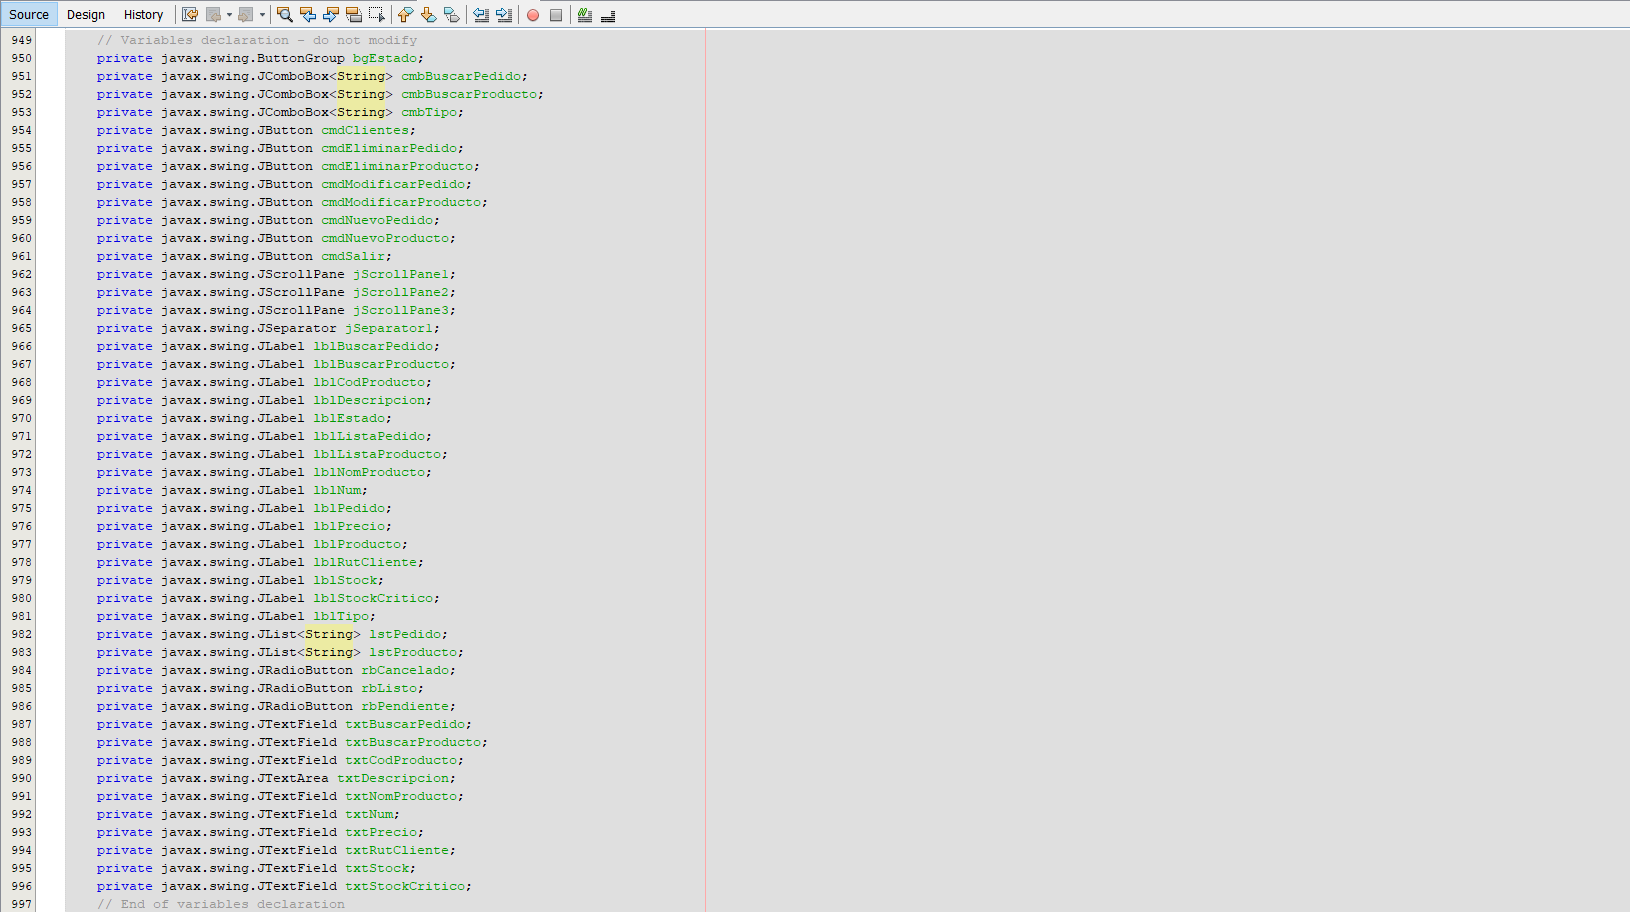 Source Design History
949 // Variables declaration - do not modify
950 private javax.swing.ButtonGroup bgEstado;
951 private javax.swing.JComboBox<String> cmbBuscarPedido;
952 private javax.swing.JComboBox<String> cmbBuscarProducto;
953 private javax.swing.JComboBox<String> cmbTipo;
954 private javax.swing.JButton cmdClientes;
955 private javax.swing.JButton cmdEliminarPedido;
956 private javax.swing.JButton cmdEliminarProducto;
957 private javax.swing.JButton cmdModificarPedido;
958 private javax.swing.JButton cmdModificarProducto;
959 private javax.swing.JButton cmdNuevoPedido;
960 private javax.swing.JButton cmdNuevoProducto;
961 private javax.swing.JButton cmdSalir;
962 private javax.swing.JScrollPane jScrollPane1;
963 private javax.swing.JScrollPane jScrollPane2;
964 private javax.swing.JScrollPane jScrollPane3;
965 private javax.swing.JSeparator jSeparator1;
966 private javax.swing.JLabel lblBuscarPedido;
967 private javax.swing.JLabel lblBuscarProducto;
968 private javax.swing.JLabel lblCodProducto;
969 private javax.swing.JLabel lblDescripcion;
970 private javax.swing.JLabel lblEstado;
971 private javax.swing.JLabel lblListaPedido;
972 private javax.swing.JLabel lblListaProducto;
973 private javax.swing.JLabel lblNomProducto;
974 private javax.swing.JLabel lblNum;
975 private javax.swing.JLabel lblPedido;
976 private javax.swing.JLabel lblPrecio;
977 private javax.swing.JLabel lblProducto;
978 private javax.swing.JLabel lblRutCliente;
979 private javax.swing.JLabel lblStock;
980 private javax.swing.JLabel lblStockCritico;
981 private javax.swing.JLabel lblTipo;
982 private javax.swing.JList<String> lstPedido;
983 private javax.swing.JList<String> lstProducto;
984 private javax.swing.JRadioButton rbCancelado;
985 private javax.swing.JRadioButton rbListo;
986 private javax.swing.JRadioButton rbPendiente;
987 private javax.swing.JTextField txtBuscarPedido;
988 private javax.swing.JTextField txtBuscarProducto;
989 private javax.swing.JTextField txtCodProducto;
990 private javax.swing.JTextArea txtDescripcion;
991 private javax.swing.JTextField txtNomProducto;
992 private javax.swing.JTextField txtNum;
993 private javax.swing.JTextField txtPrecio;
994 private javax.swing.JTextField txtRutCliente;
995 private javax.swing.JTextField txtStock;
996 private javax.swing.JTextField txtStockCritico;
997 // End of variables declaration